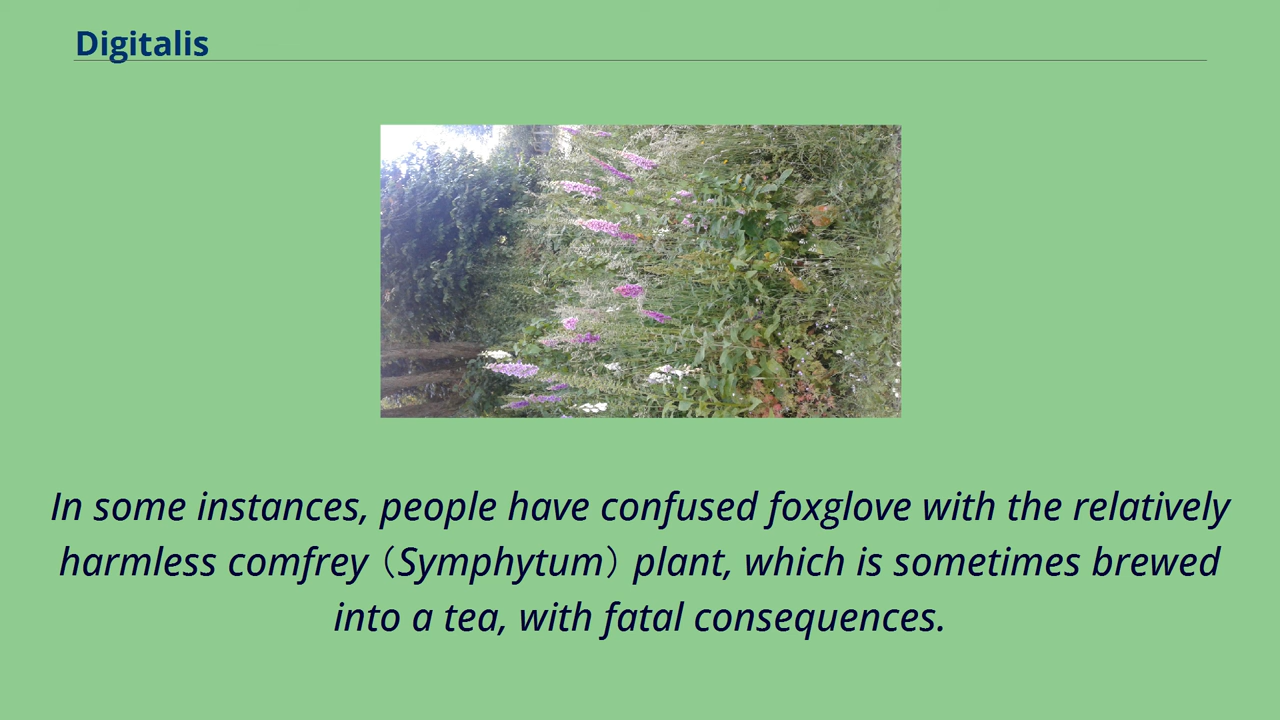 Digitalis
In some instances, people have confused foxglove with the relatively
harmless comfrey（Symphytum）plant, which is sometimes brewed
into a tea, with fatal consequences.